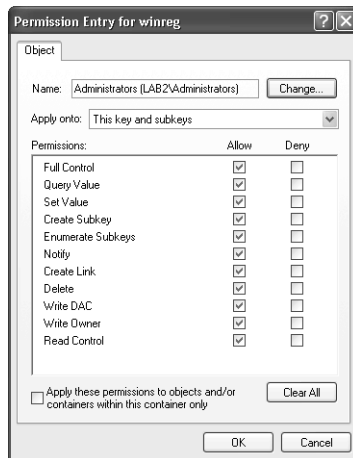 Permission Entry for winreg
Object
Name: Administrators (LAB2\Administrators) Change...
Apply onto: This key and subkeys
Permissions: Allow Deny
Full Control
Query Value
Set Value
Create Subkey
Enumerate Subkeys
Notify
Create Link
Delete
Write DAC
Write Owner
Read Control
Apply these permissions to objects and/or
containers within this container only
Clear All
OK Cancel